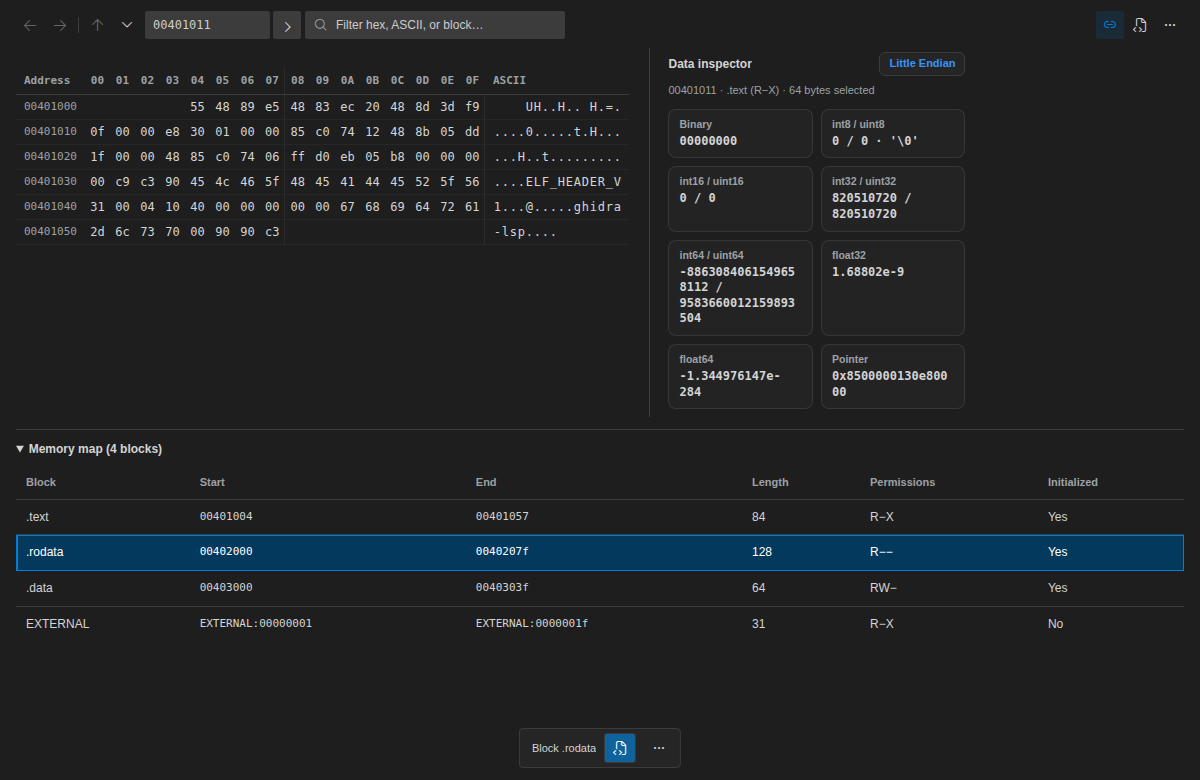 00401011 Filter hex, ASCII, or block…
Address 00 01 02 03 04 05 06 07 08 09 0A 0B 0C 0D 0E 0F ASCII
00401000 55 48 89 e5 48 83 ec 20 48 8d 3d f9 UH..H.. H.=.
00401010 0f 00 00 e8 30 01 00 00 85 c0 74 12 48 8b 05 dd ....0.....t.H...
00401020 1f 00 00 48 85 c0 74 06 ff d0 eb 05 b8 00 00 00 ...H..t.........
00401030 00 c9 c3 90 45 4c 46 5f 48 45 41 44 45 52 5f 56 ....ELF_HEADER_V
00401040 31 00 04 10 40 00 00 00 00 00 67 68 69 64 72 61 1...@.....ghidra
00401050 2d 6c 73 70 00 90 90 c3 -lsp....
Data inspector Little Endian
00401011 · .text (R−X) · 64 bytes selected
Binary
00000000
int8 / uint8
0 / 0 · '\0'
int16 / uint16
0 / 0
int32 / uint32
820510720 /
820510720
int64 / uint64
-886308406154965
8112 /
9583660012159893
504
float32
1.68802e-9
float64
-1.344976147e-
284
Pointer
0x8500000130e800
00
Memory map (4 blocks)
Block Start End Length Permissions Initialized
.text 00401004 00401057 84 R−X Yes
.rodata 00402000 0040207f 128 R−− Yes
.data 00403000 0040303f 64 RW− Yes
EXTERNAL EXTERNAL:00000001 EXTERNAL:0000001f 31 R−X No
Block .rodata